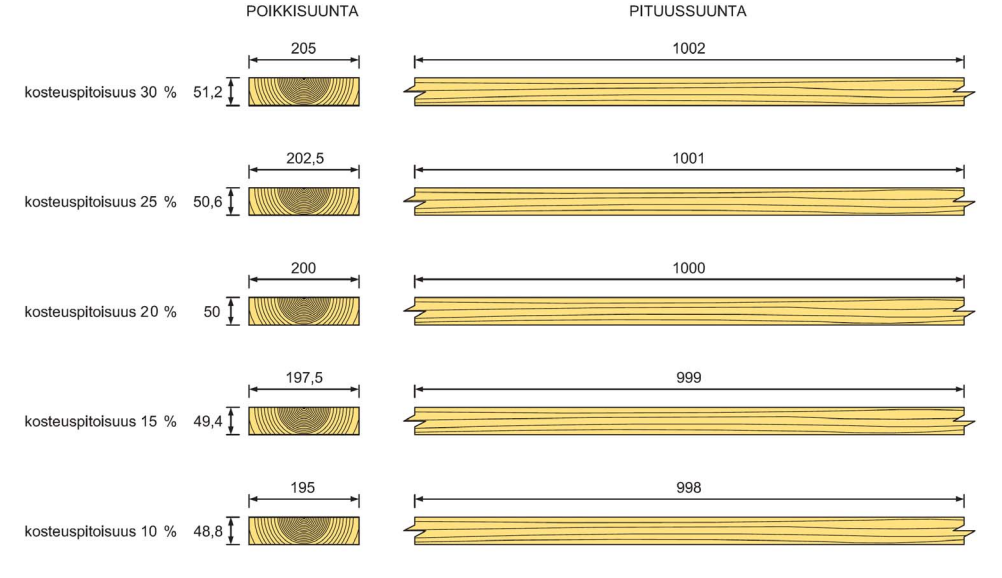 POIKKISUUNTA PITUUSSUUNTA
205 1002
kosteuspitoisuus 30 % 51,2
202,5 1001
kosteuspitoisuus 25 % 50,6
200 1000
kosteuspitoisuus 20 % 50
197,5 999
kosteuspitoisuus 15 % 49,4
195 998
kosteuspitoisuus 10 % 48,8